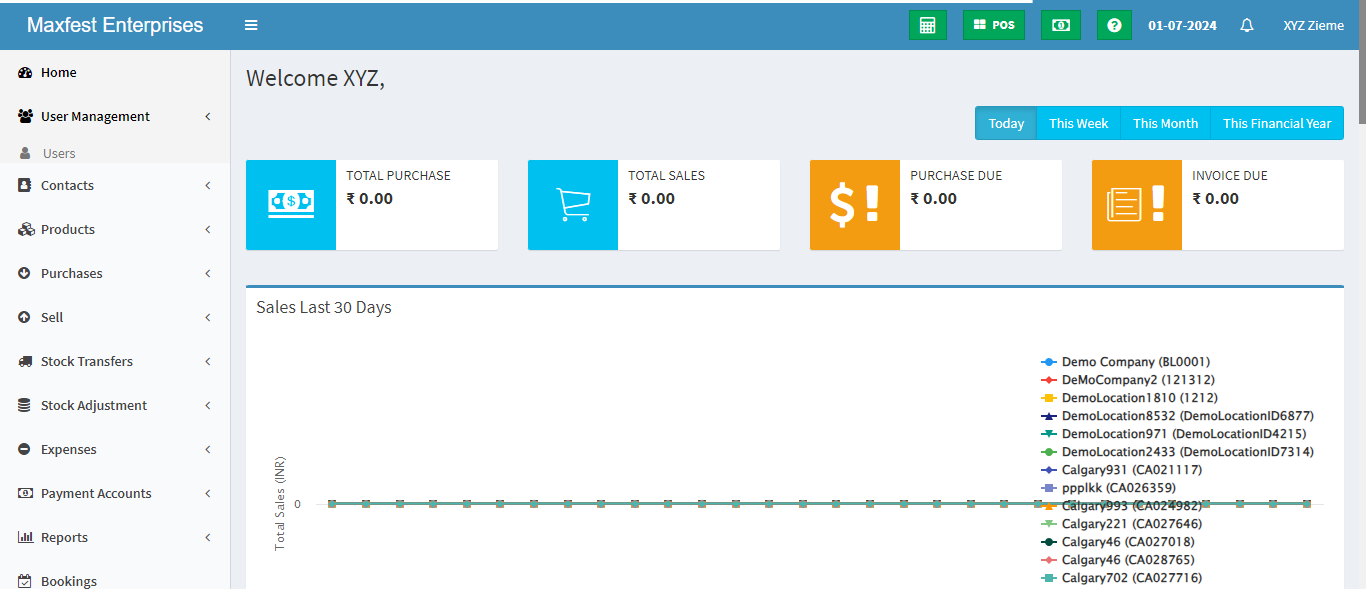 Maxfest Enterprises
POS
01-07-2024
XYZ Zieme
Home
User Management
Users
Contacts
Products
Purchases
Sell
Stock Transfers
Stock Adjustment
Expenses
Payment Accounts
Reports
Bookings
Welcome XYZ,
Today
This Week
This Month
This Financial Year
TOTAL PURCHASE
₹ 0.00
TOTAL SALES
₹ 0.00
PURCHASE DUE
₹ 0.00
INVOICE DUE
₹ 0.00
Sales Last 30 Days
Total Sales (INR)
0
Demo Company (BL0001)
DeMoCompany2 (121312)
DemoLocation1810 (1212)
DemoLocation8532 (DemoLocationID6877)
DemoLocation971 (DemoLocationID4215)
DemoLocation2433 (DemoLocationID7314)
Calgary931 (CA021117)
ppplkk (CA026359)
Calgary993 (CA024982)
Calgary221 (CA027646)
Calgary46 (CA027018)
Calgary46 (CA028765)
Calgary702 (CA027716)